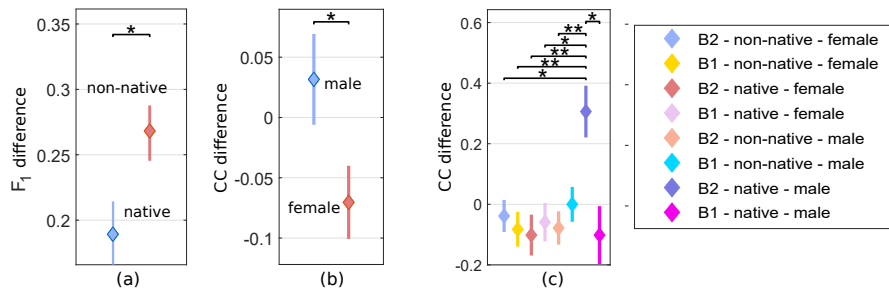 F1 difference
0.35
0.3
0.25
0.2
*
non-native
native
(a)
CC difference
0.05
0
-0.05
-0.1
*
male
female
(b)
CC difference
0.6
0.4
0.2
0
-0.2
*
**
*
**
**
*
(c)
B2 - non-native - female
B1 - non-native - female
B2 - native - female
B1 - native - female
B2 - non-native - male
B1 - non-native - male
B2 - native - male
B1 - native - male